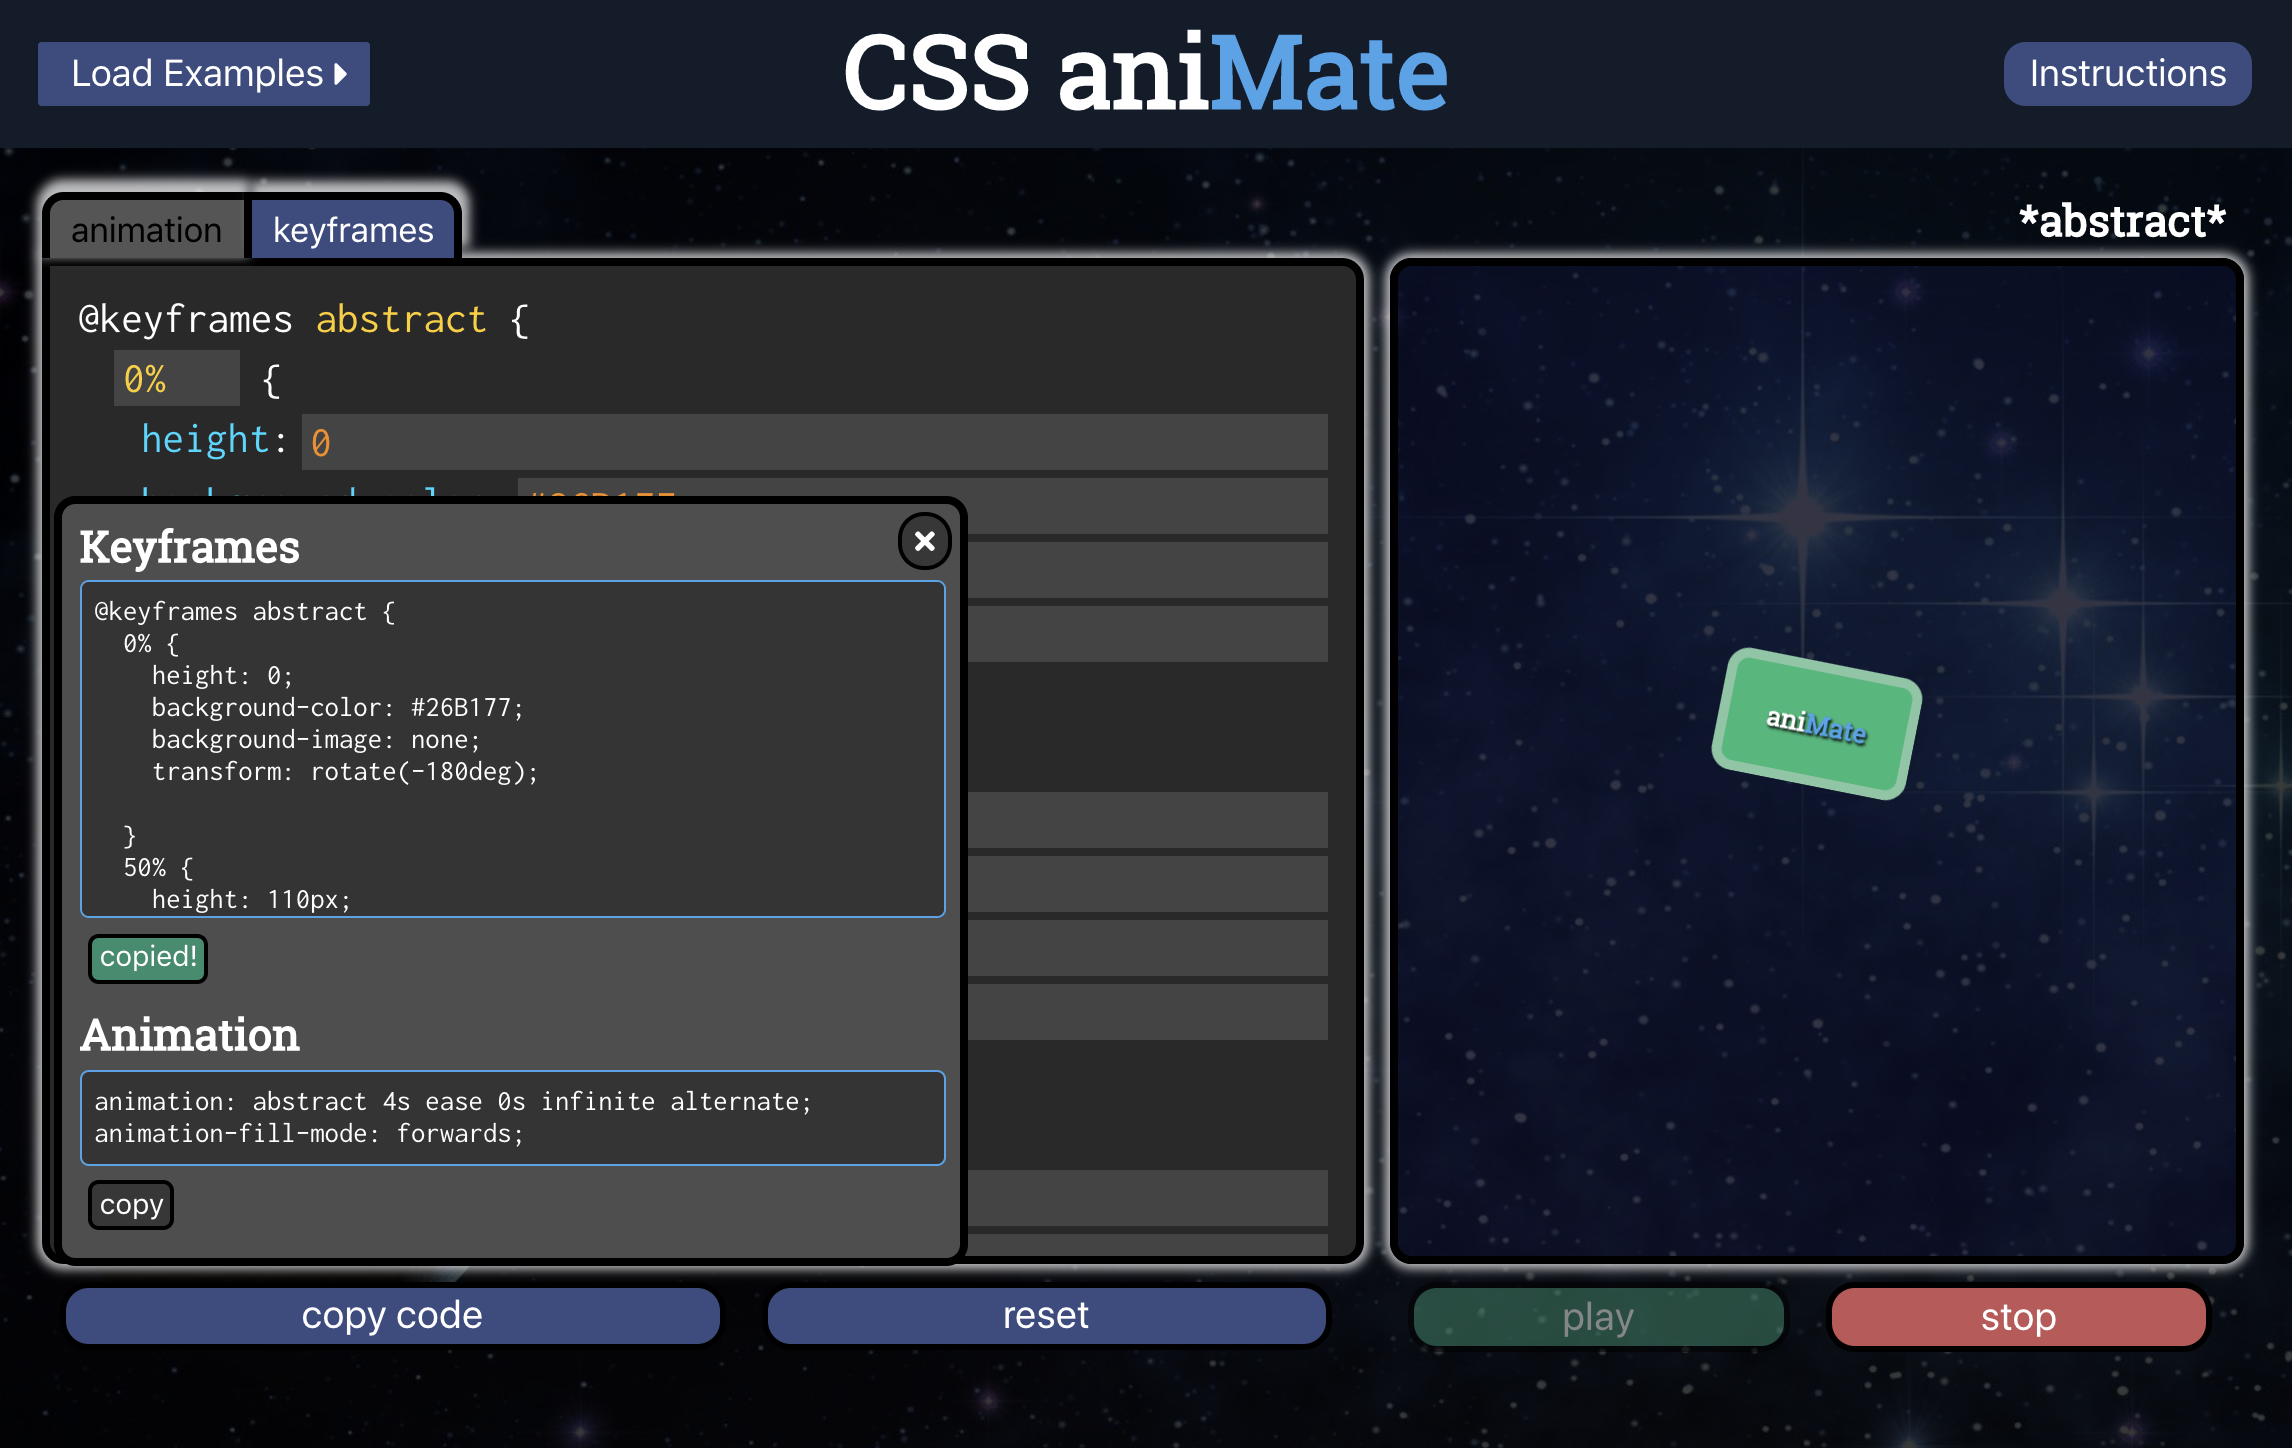 Load Examples
CSS aniMate
Instructions
animation
keyframes
*abstract*
@keyframes abstract {
0% {
height: 0
Keyframes
@keyframes abstract {
0% {
height: 0;
background-color: #26B177;
background-image: none;
transform: rotate(-180deg);
}
50% {
height: 110px;
copied!
Animation
animation: abstract 4s ease 0s infinite alternate;
animation-fill-mode: forwards;
copy
aniMate
copy code
reset
play
stop